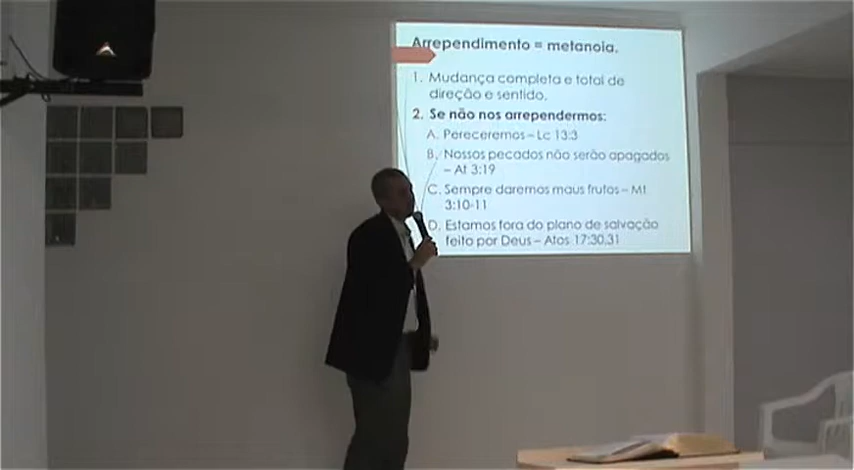 Arrependimento = metanoia.
1. Mudança completa e total de
direção e sentido.
2. Se não nos arrependermos:
A. Pereceremos – Lc 13:3
B. Nossos pecados não serão apagados
– At 3:19
C. Sempre daremos maus frutos – Mt
3:10-11
D. Estamos fora do plano de salvação
feito por Deus – Atos 17:30,31